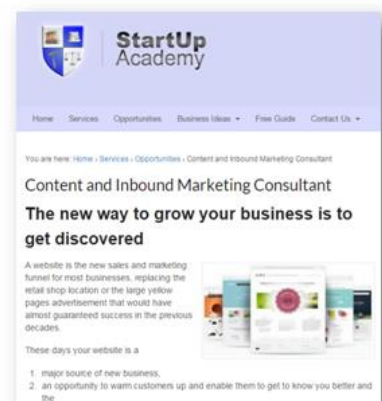 StartUp
Academy
Home Services Opportunities Business Ideas Free Guide Contact Us
You are here: Home › Services › Opportunities › Content and Inbound Marketing Consultant
Content and Inbound Marketing Consultant
The new way to grow your business is to
get discovered
A website is the new sales and marketing
funnel for most businesses, replacing the
retail shop location or the large yellow
pages advertisement that would have
almost guaranteed success in the previous
decades.
These days your website is a
1. major source of new business,
2. an opportunity to warm customers up and enable them to get to know you better and
the